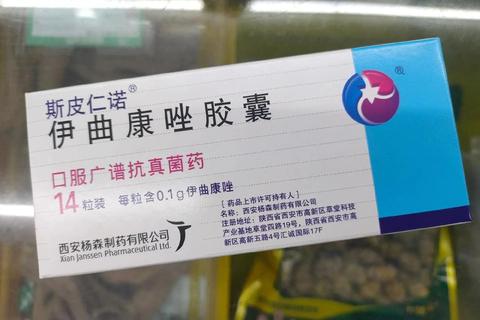 斯皮仁诺®
伊曲康唑胶囊
口服广谱抗真菌药
14粒装 每粒含0.1g伊曲康唑
西安杨森制药有限公司
Xian Janssen Pharmaceutical Ltd.
[药品上市许可持有人]
名称：西安杨森制药有限公司
注册地址：陕西省西安市高新区草堂科技
产业基地草堂四路19号，陕西省西安市高
新区高新五路4号汇诚国际17F
®